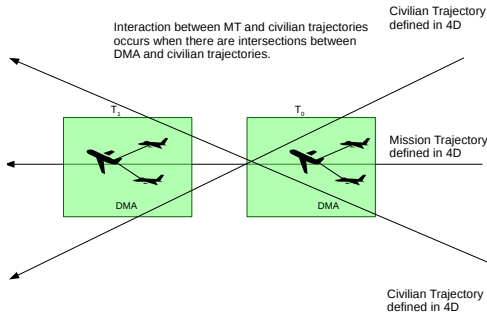 Civilian Trajectory
defined in 4D
Interaction between MT and civilian trajectories
occurs when there are intersections between
DMA and civilian trajectories.
T1
T0
Mission Trajectory
defined in 4D
DMA
DMA
Civilian Trajectory
defined in 4D